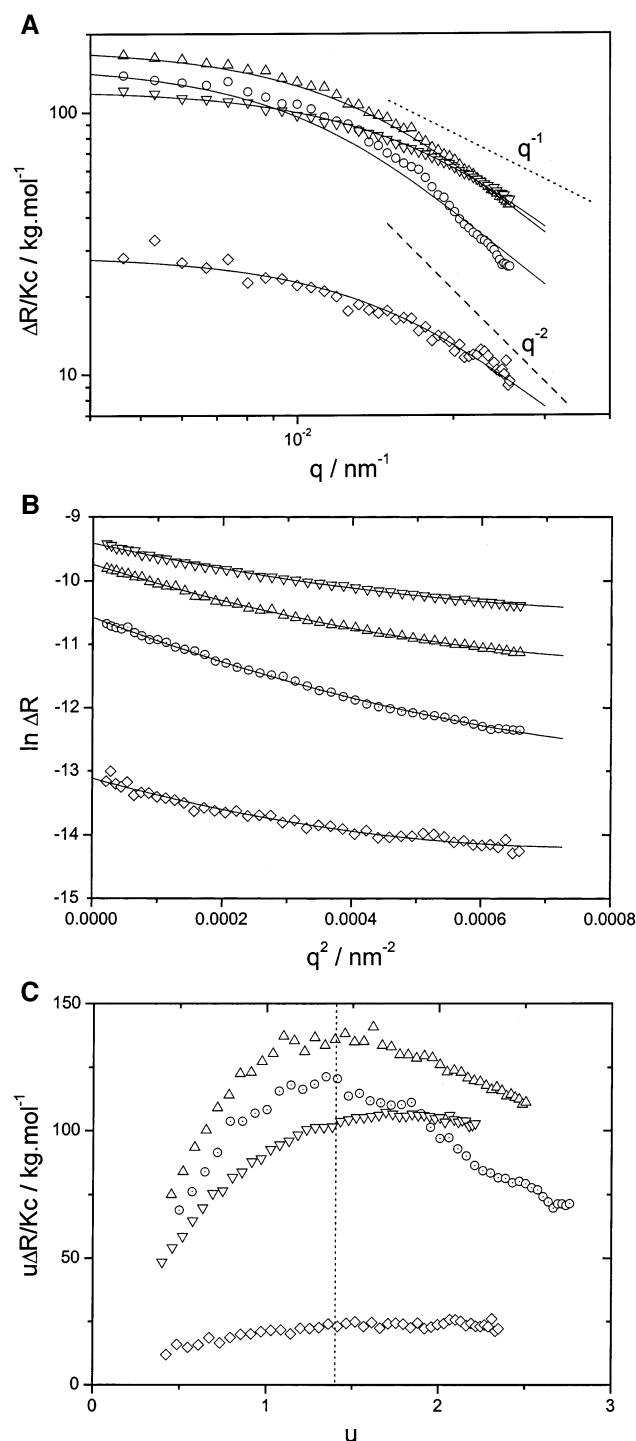 A
100
10
ΔR/Kc / kg.mol⁻¹
q⁻¹
q⁻²
10⁻²
q / nm⁻¹
B
-9
-10
-11
-12
-13
-14
-15
ln ΔR
0.0000
0.0002
0.0004
0.0006
0.0008
q² / nm⁻²
C
150
100
50
0
uΔR/Kc / kg.mol⁻¹
0
1
2
3
u